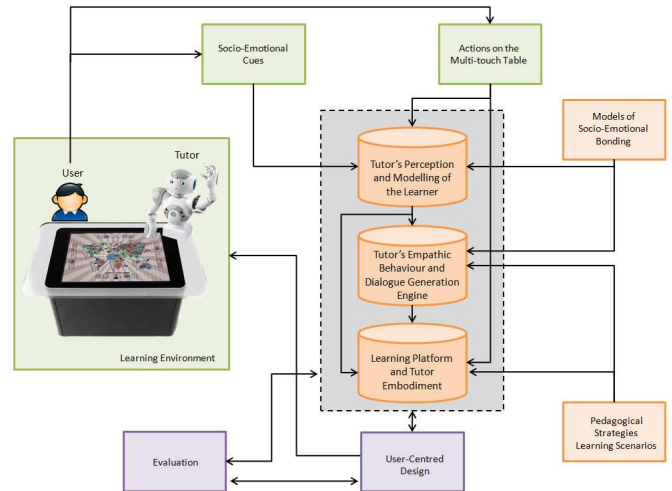 Socio-Emotional
Cues
Actions on the
Multi-touch Table
Models of
Socio-Emotional
Bonding
Tutor
User
Tutor's Perception
and Modelling of
the Learner
Tutor's Empathic
Behaviour and
Dialogue Generation
Engine
Learning Environment
Learning Platform
and Tutor
Embodiment
Pedagogical
Strategies
Learning Scenarios
Evaluation
User-Centred
Design